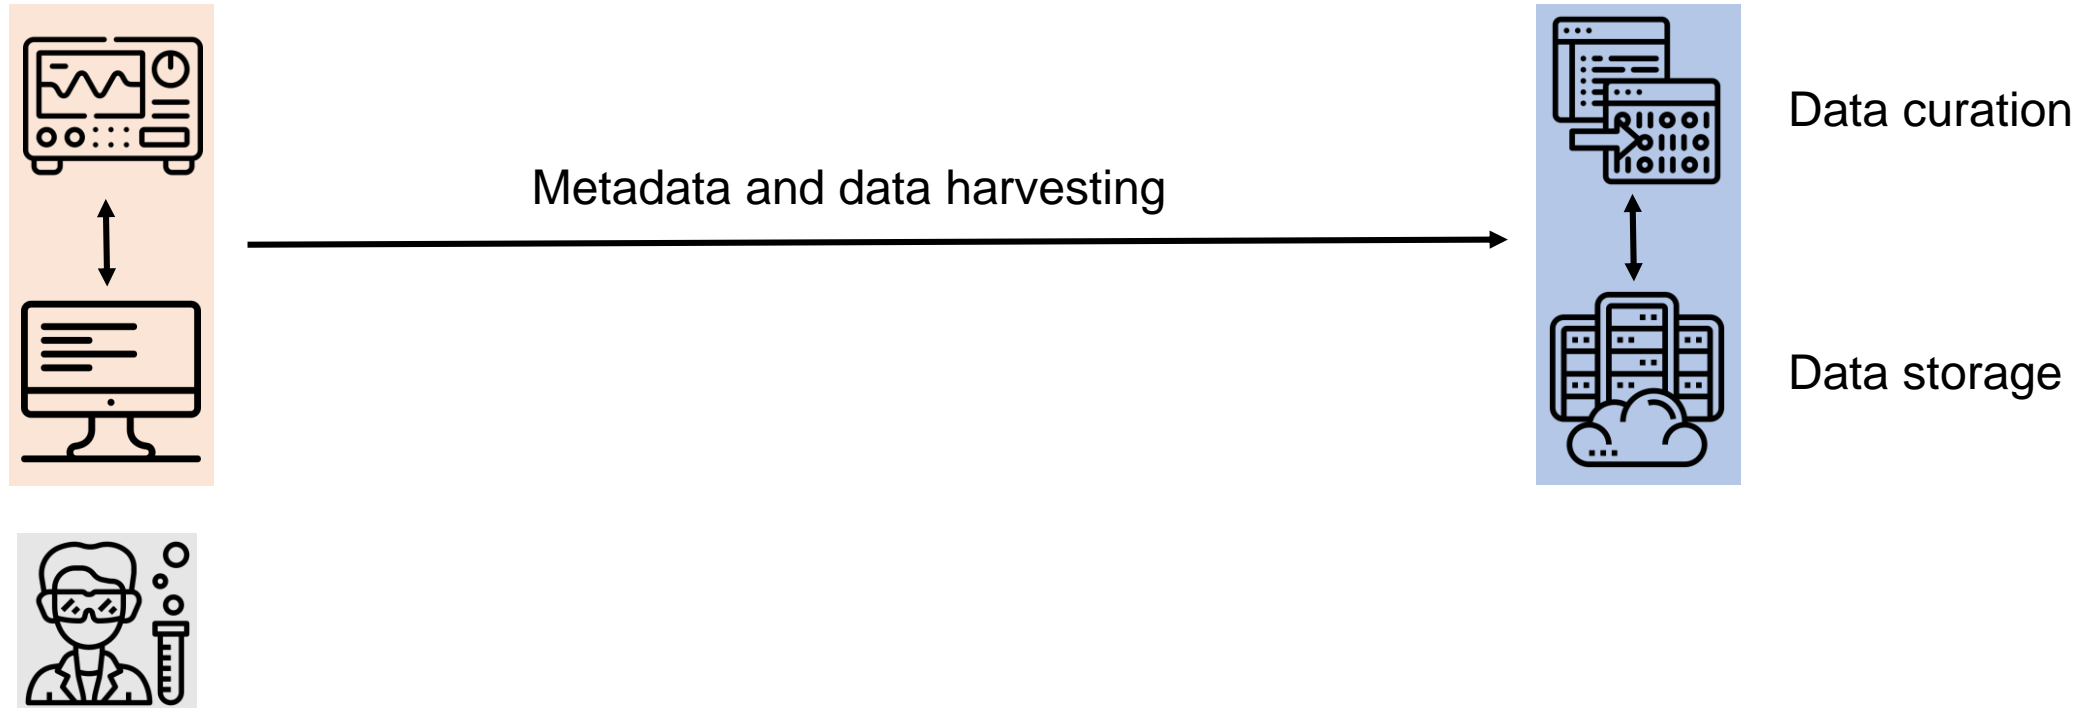 Data curation
Metadata and data harvesting
Data storage